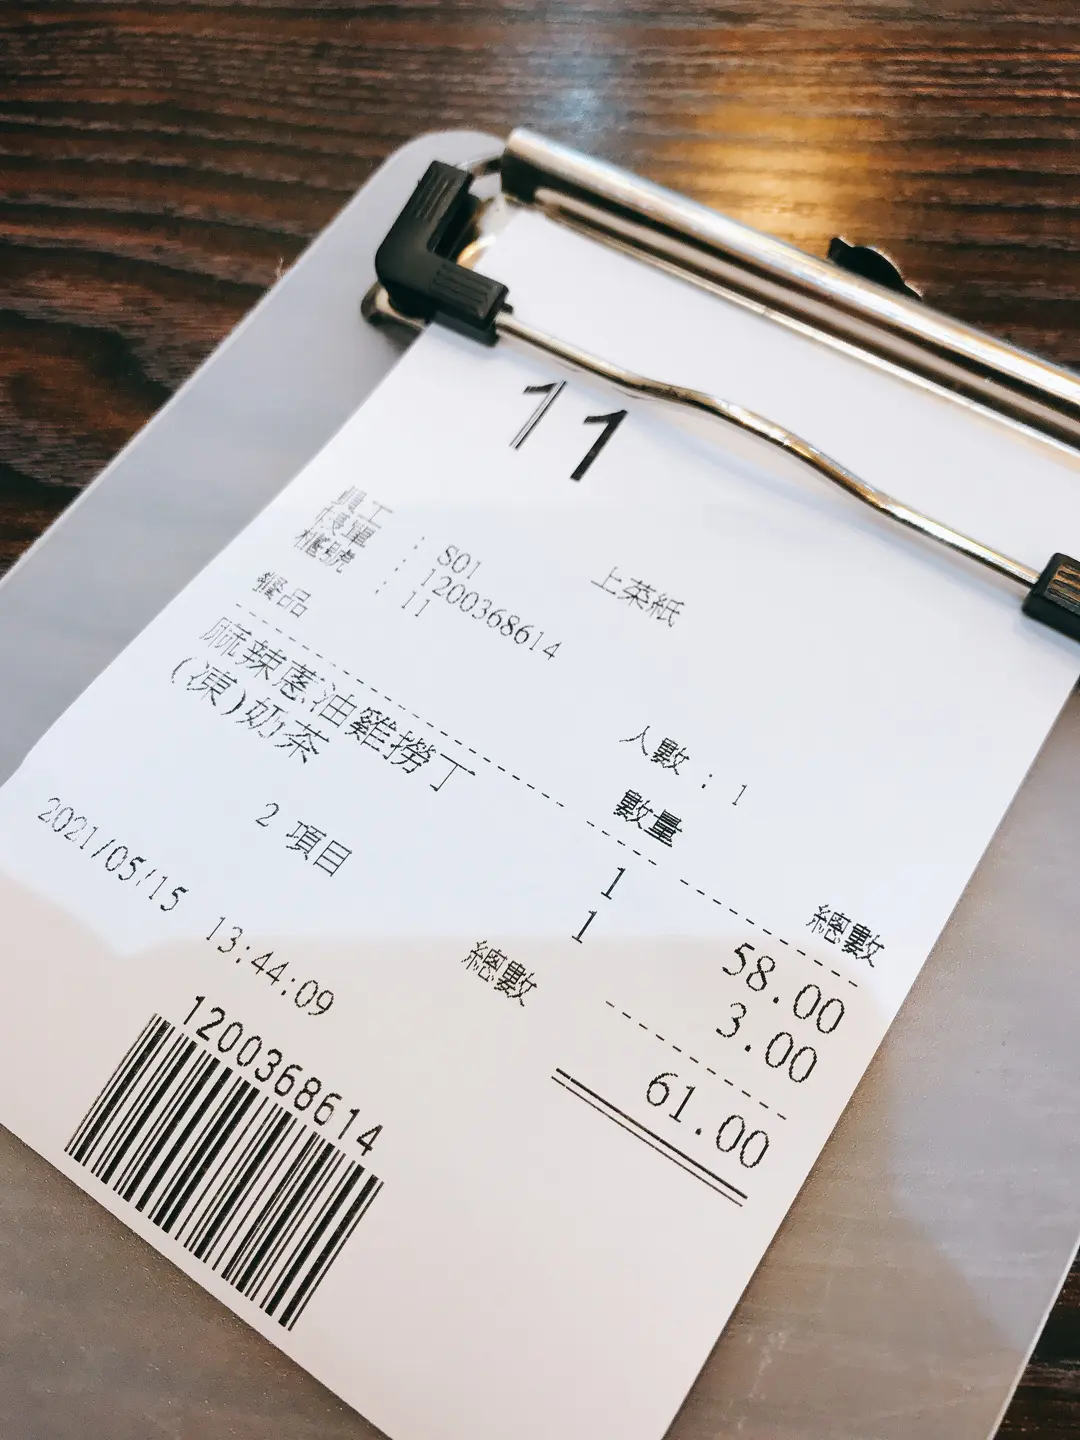 11
上菜紙
員工 : S01
帳單 : 1200368614
檯號 : 11 人數 : 1
餐品 數量 總數
麻辣蔥油雞撈丁 1 58.00
(凍)奶茶 1 3.00
2 項目 總數 61.00
2021/05/15 13:44:09
1200368614